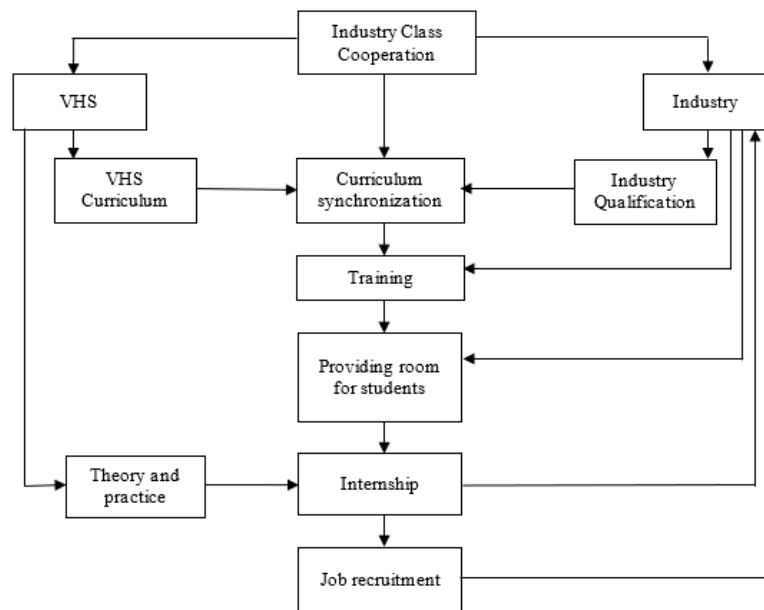 Industry Class
Cooperation
VHS
Industry
VHS
Curriculum
Curriculum
synchronization
Industry
Qualification
Training
Providing room
for students
Theory and
practice
Internship
Job recruitment